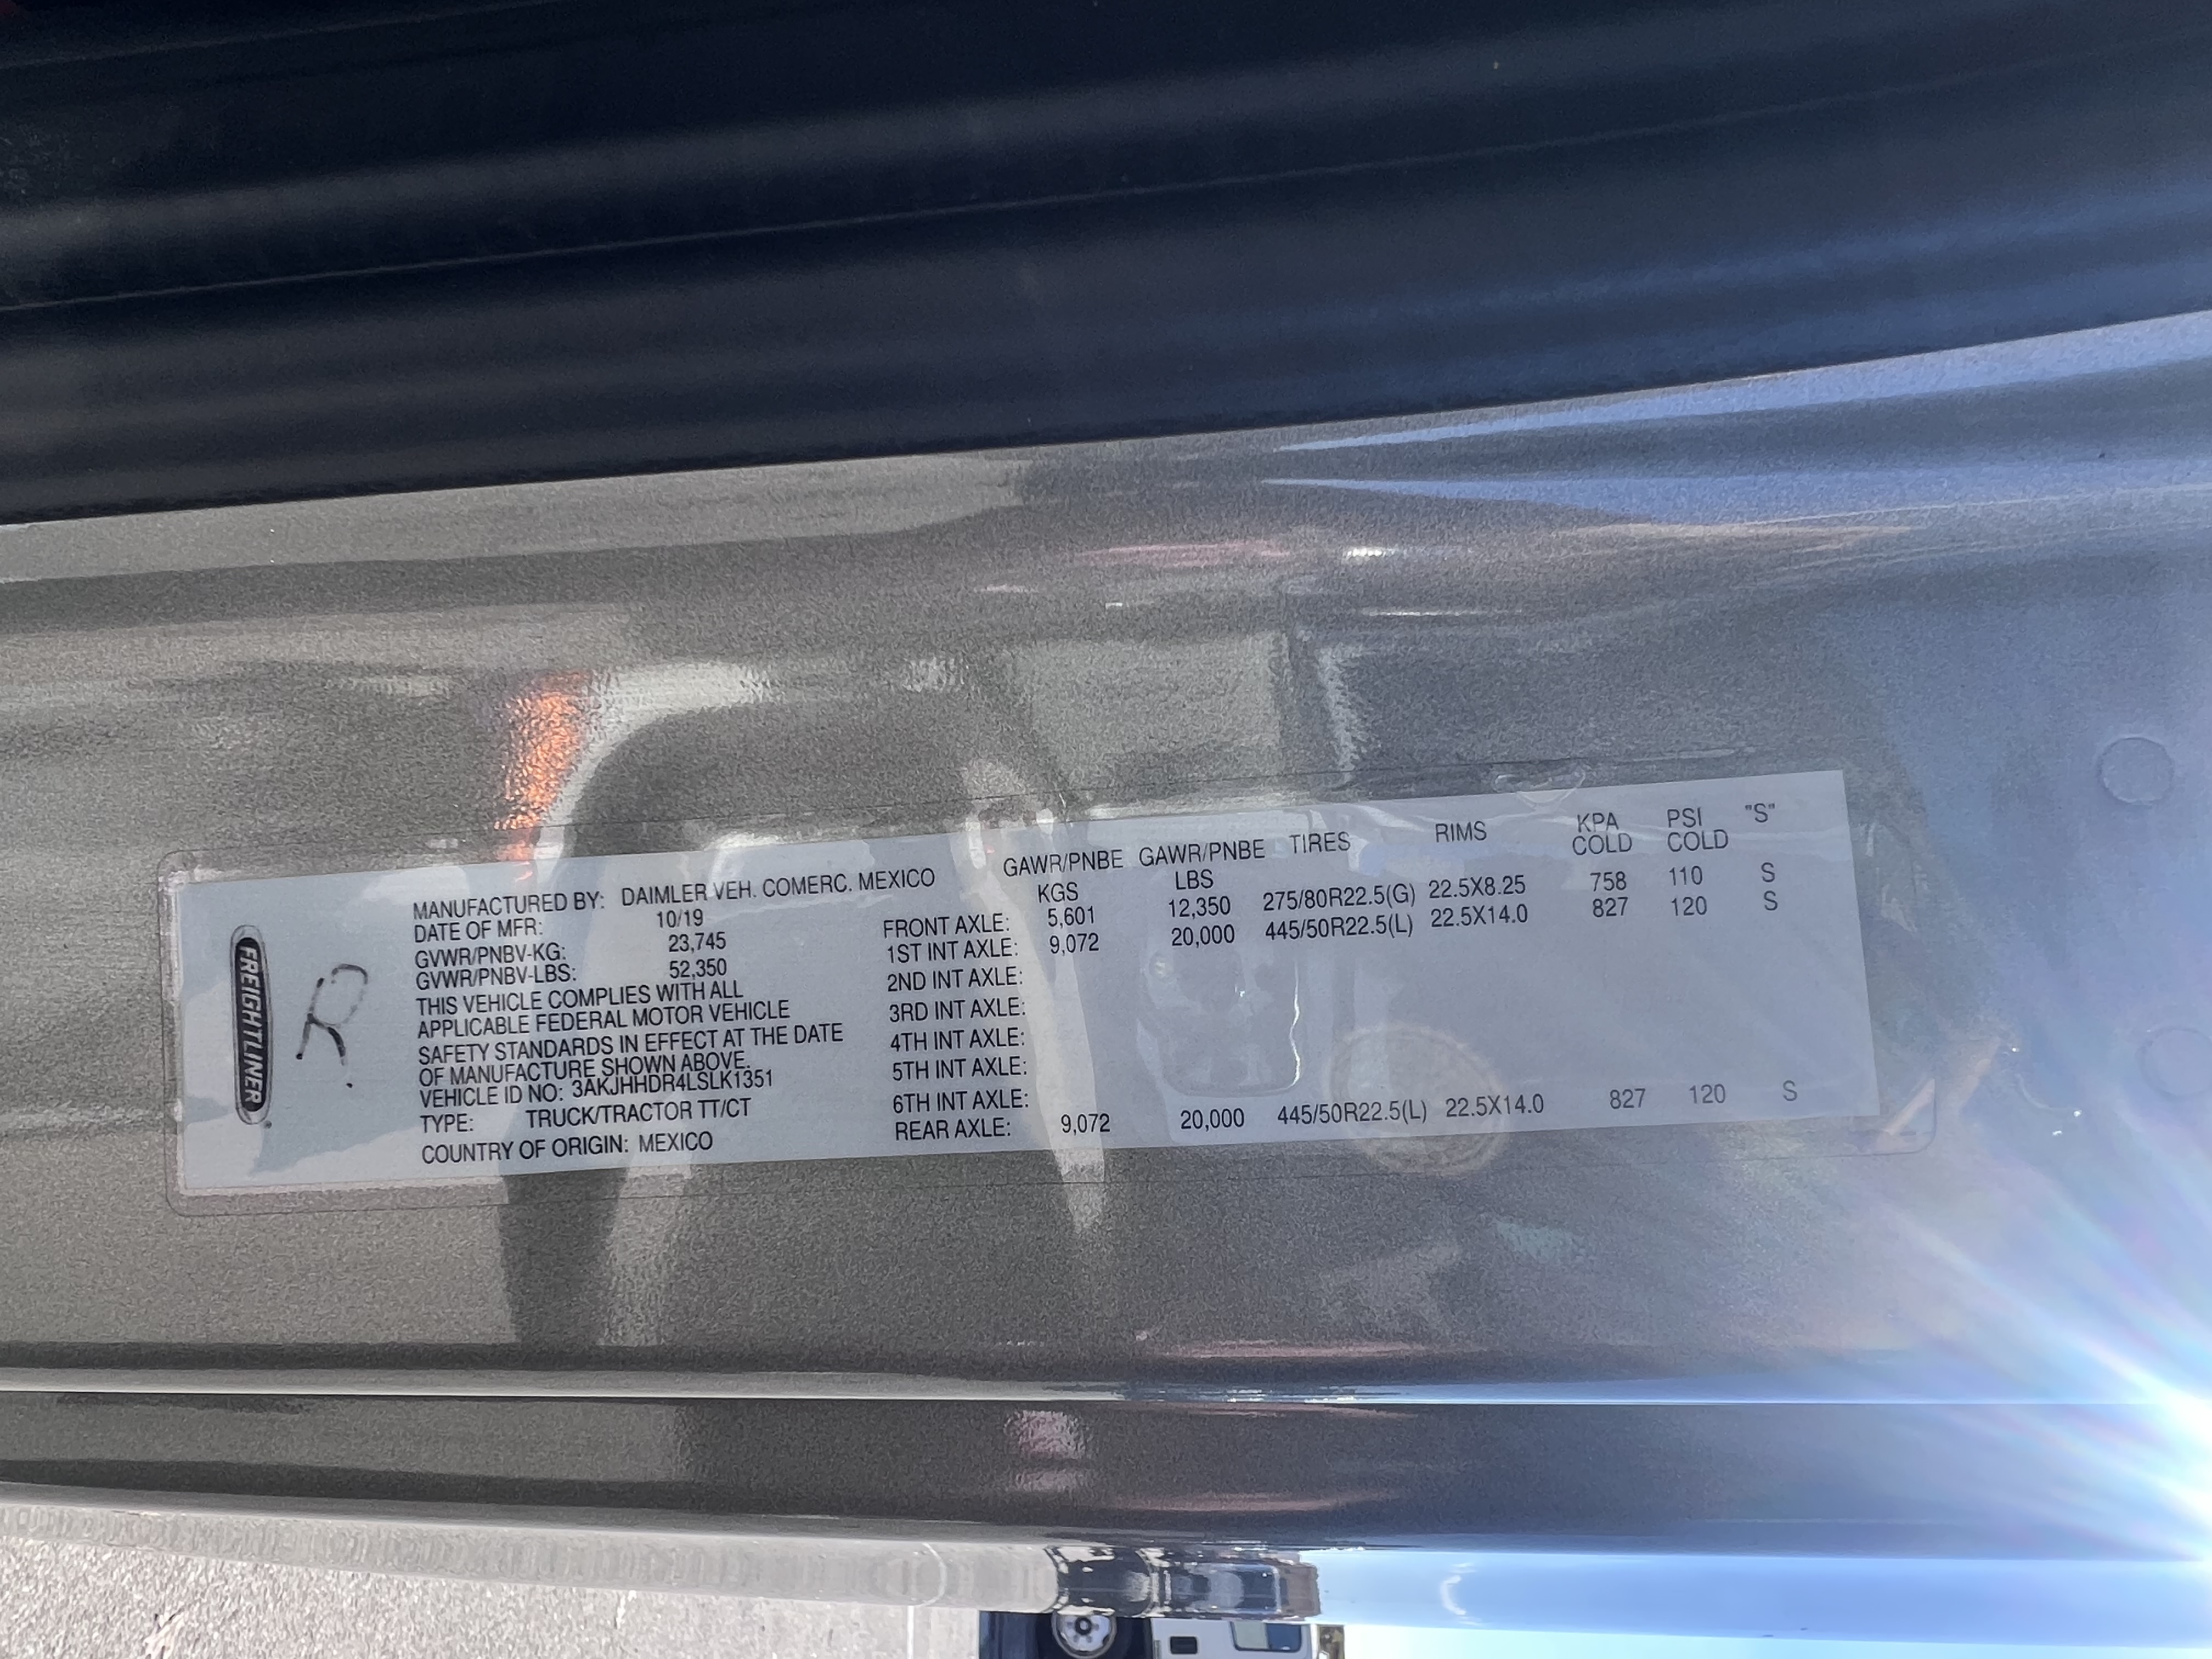 FREIGHTLINER
R
MANUFACTURED BY: DAIMLER VEH. COMERC. MEXICO
DATE OF MFR: 10/19
GVWR/PNBV-KG: 23,745
GVWR/PNBV-LBS: 52,350
THIS VEHICLE COMPLIES WITH ALL
APPLICABLE FEDERAL MOTOR VEHICLE
SAFETY STANDARDS IN EFFECT AT THE DATE
OF MANUFACTURE SHOWN ABOVE.
VEHICLE ID NO: 3AKJHHDR4LSLK1351
TYPE: TRUCK/TRACTOR TT/CT
COUNTRY OF ORIGIN: MEXICO
GAWR/PNBE GAWR/PNBE TIRES RIMS KPA PSI "S"
KGS LBS COLD COLD
FRONT AXLE: 5,601 12,350 275/80R22.5(G) 22.5X8.25 758 110 S
1ST INT AXLE: 9,072 20,000 445/50R22.5(L) 22.5X14.0 827 120 S
2ND INT AXLE:
3RD INT AXLE:
4TH INT AXLE:
5TH INT AXLE:
6TH INT AXLE:
REAR AXLE: 9,072 20,000 445/50R22.5(L) 22.5X14.0 827 120 S